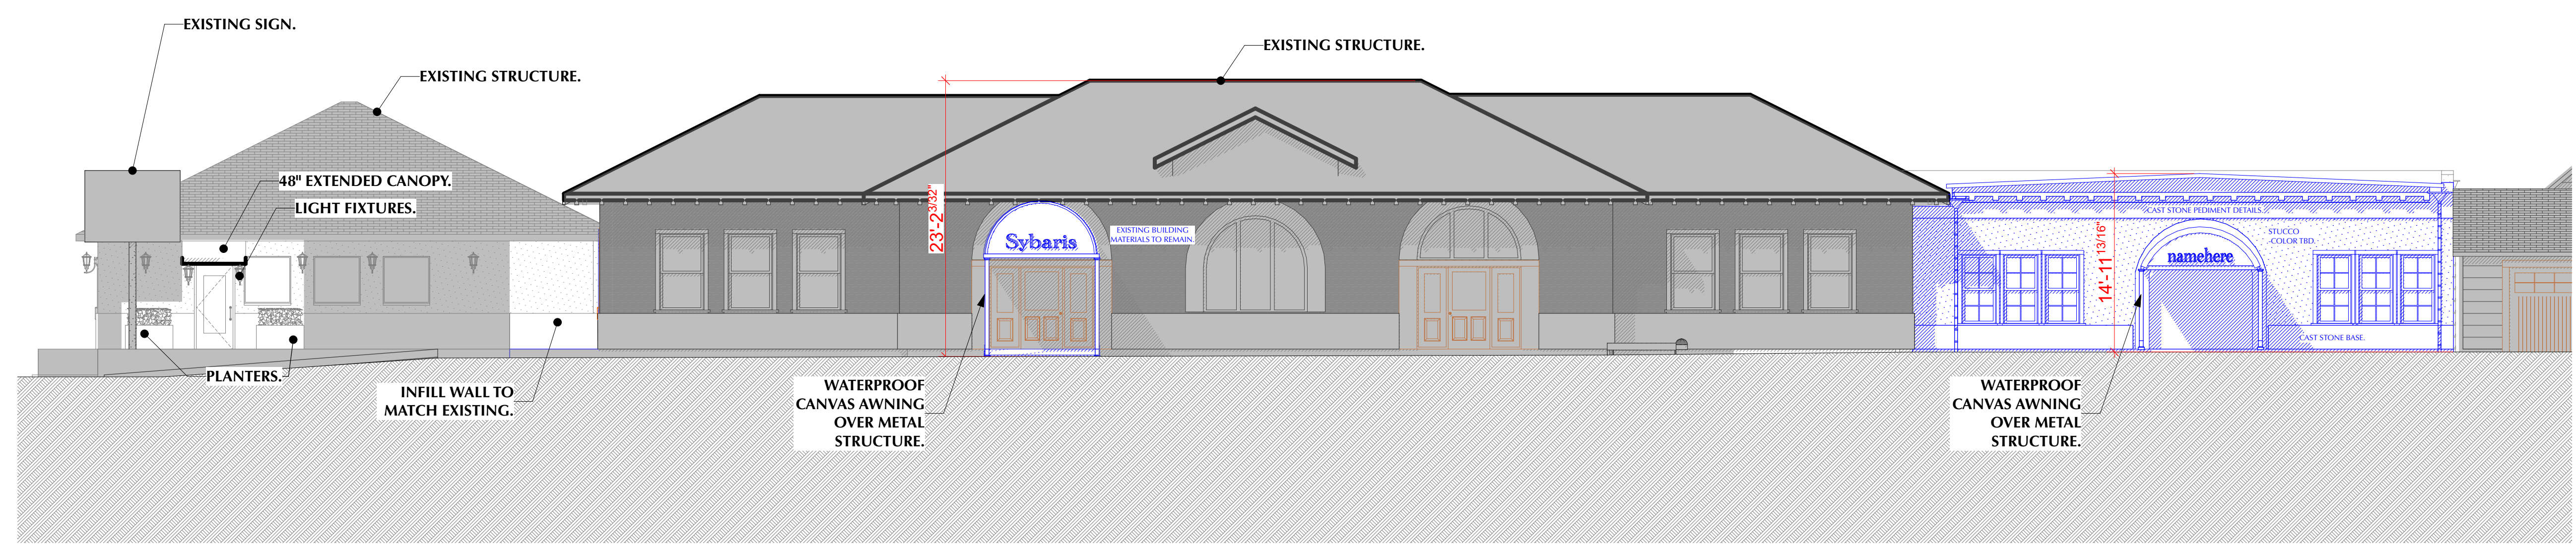 EXISTING SIGN.
EXISTING STRUCTURE.
EXISTING STRUCTURE.
48" EXTENDED CANOPY.
LIGHT FIXTURES.
23'-2 3/32"
Sybaris
EXISTING BUILDING
MATERIALS TO REMAIN.
CAST STONE PEDIMENT DETAILS.
STUCCO
-COLOR TBD.
namehere
14'-11 13/16"
CAST STONE BASE.
PLANTERS.
INFILL WALL TO
MATCH EXISTING.
WATERPROOF
CANVAS AWNING
OVER METAL
STRUCTURE.
WATERPROOF
CANVAS AWNING
OVER METAL
STRUCTURE.